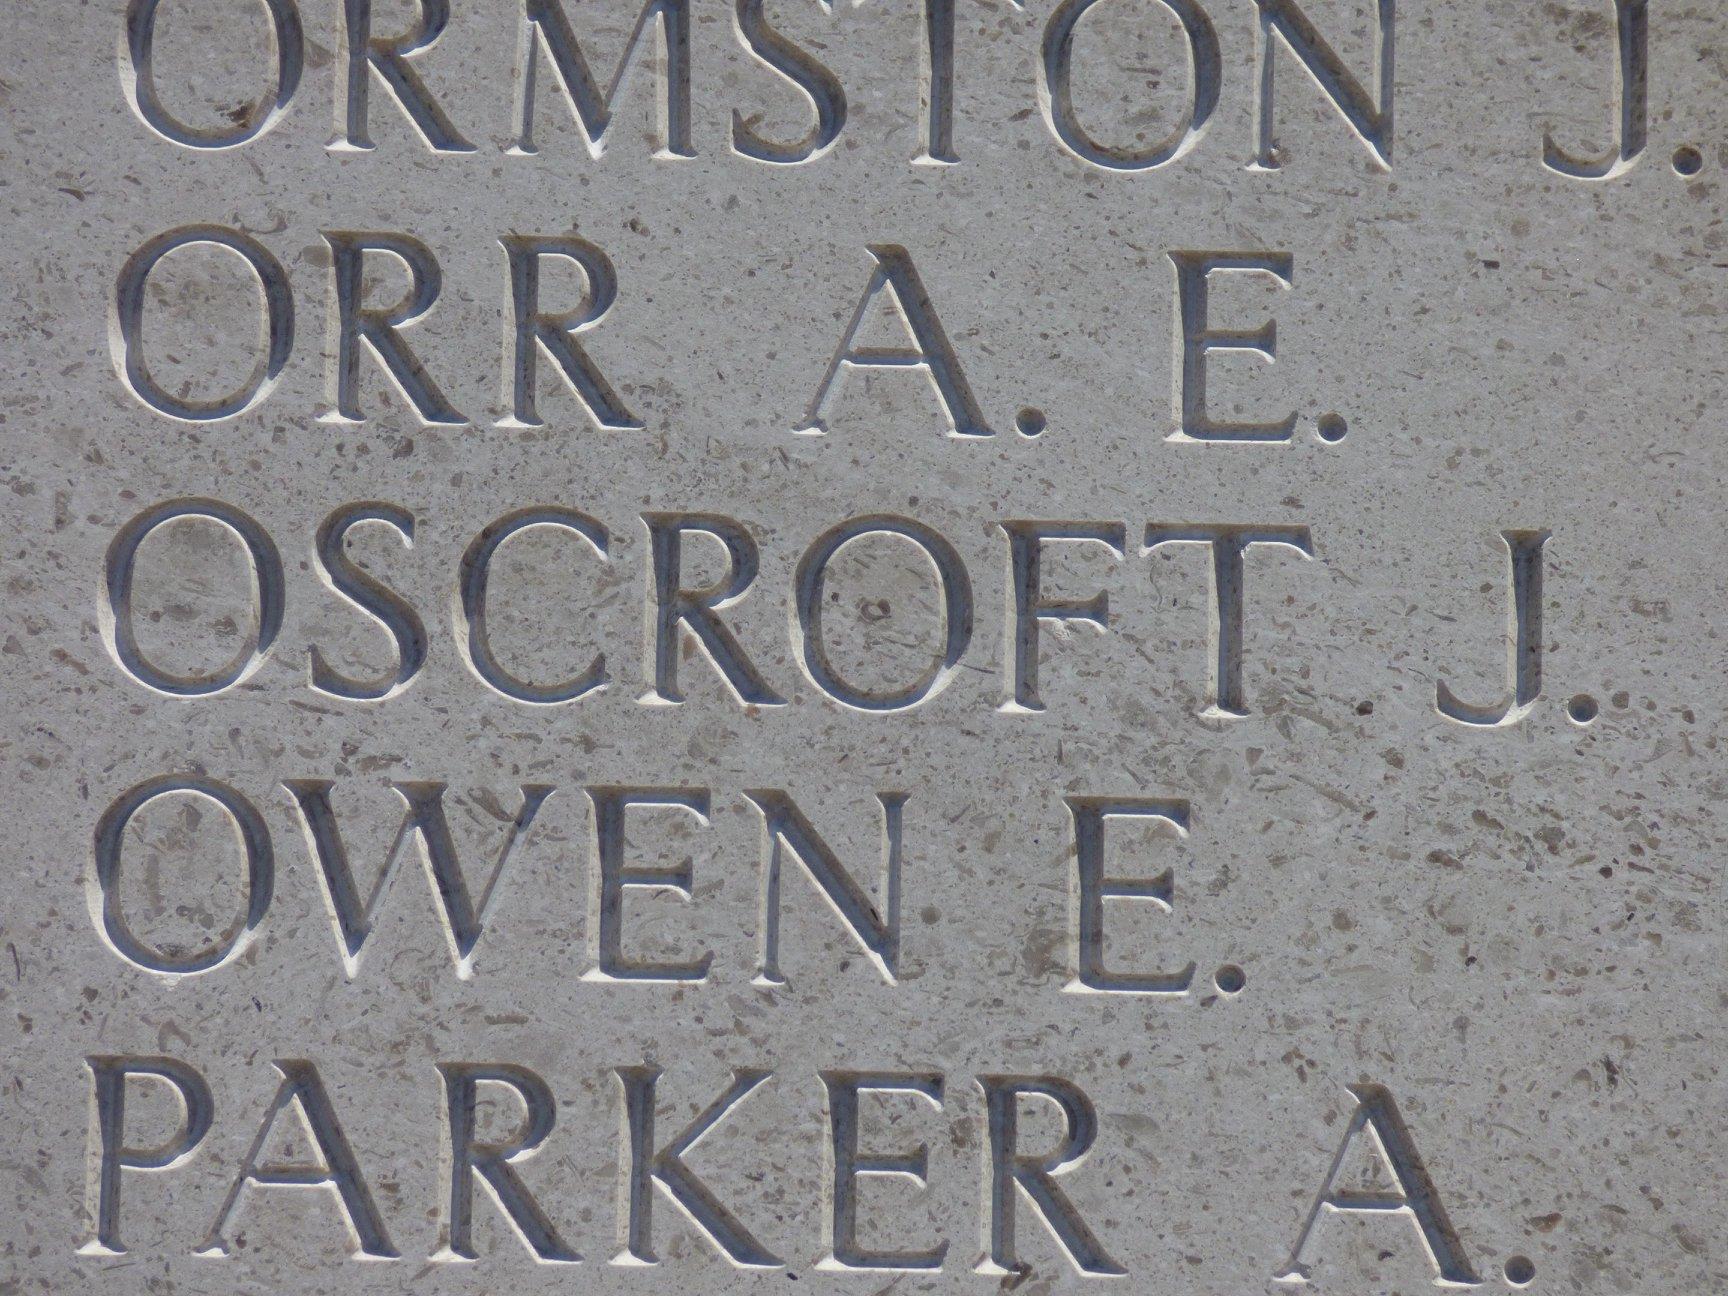 ORMSTON J.
ORR A. E.
OSCROFT J.
OWEN E.
PARKER A.